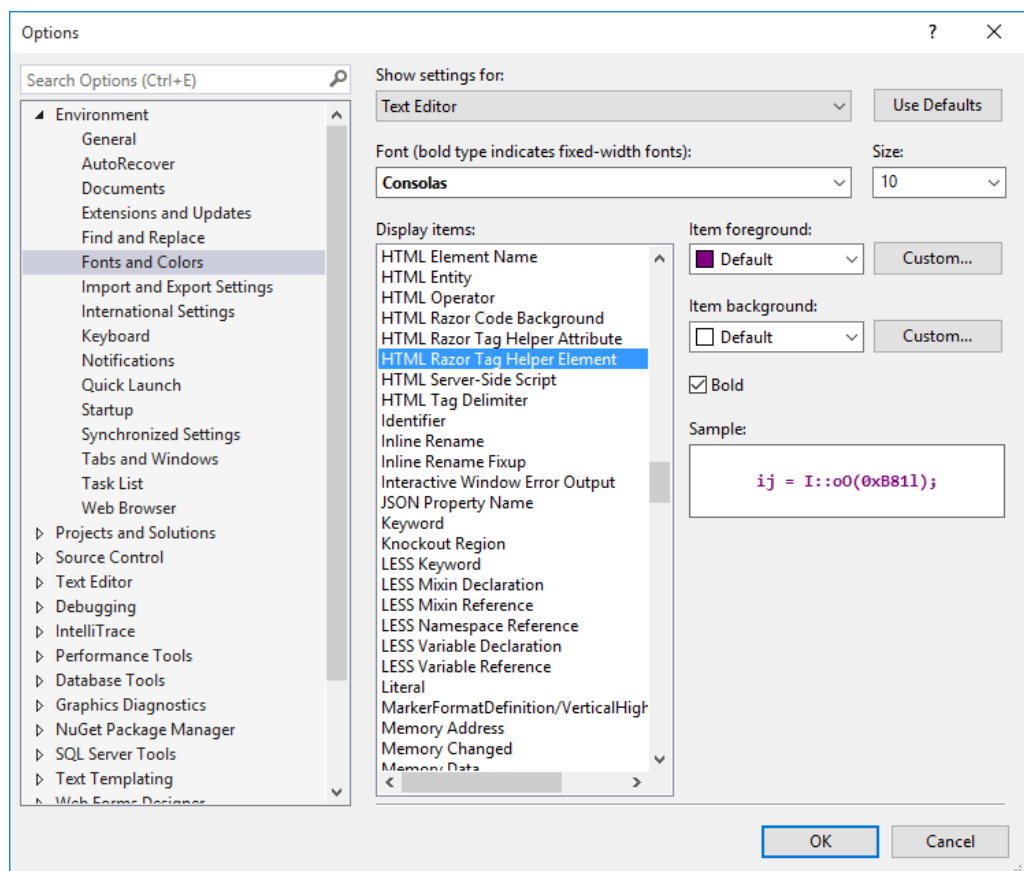 Options
?
Search Options (Ctrl+E)
Environment
General
AutoRecover
Documents
Extensions and Updates
Find and Replace
Fonts and Colors
Import and Export Settings
International Settings
Keyboard
Notifications
Quick Launch
Startup
Synchronized Settings
Tabs and Windows
Task List
Web Browser
Projects and Solutions
Source Control
Text Editor
Debugging
IntelliTrace
Performance Tools
Database Tools
Graphics Diagnostics
NuGet Package Manager
SQL Server Tools
Text Templating
Web Forms Designer
Show settings for:
Text Editor
Use Defaults
Font (bold type indicates fixed-width fonts):
Consolas
Size:
10
Display items:
HTML Element Name
HTML Entity
HTML Operator
HTML Razor Code Background
HTML Razor Tag Helper Attribute
HTML Razor Tag Helper Element
HTML Server-Side Script
HTML Tag Delimiter
Identifier
Inline Rename
Inline Rename Fixup
Interactive Window Error Output
JSON Property Name
Keyword
Knockout Region
LESS Keyword
LESS Mixin Declaration
LESS Mixin Reference
LESS Namespace Reference
LESS Variable Declaration
LESS Variable Reference
Literal
MarkerFormatDefinition/VerticalHigh
Memory Address
Memory Changed
Memory Data
Item foreground:
Default
Custom...
Item background:
Default
Custom...
Bold
Sample:
ij = I::oO(0xB81l);
OK
Cancel